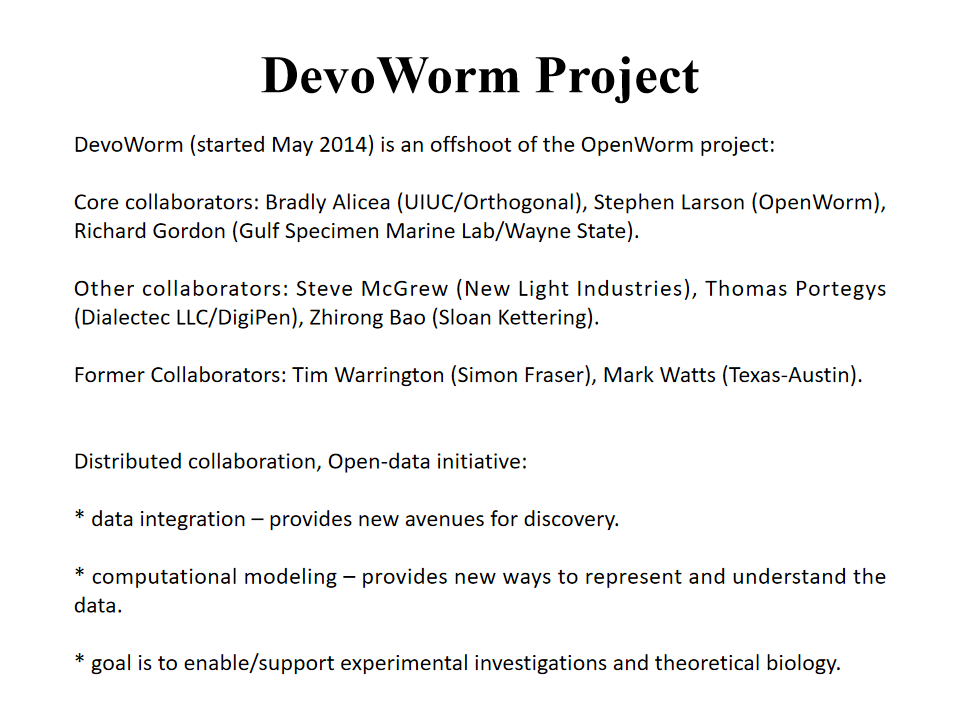 DevoWorm Project
DevoWorm (started May 2014) is an offshoot of the OpenWorm project:
Core collaborators: Bradly Alicea (UIUC/Orthogonal), Stephen Larson (OpenWorm),
Richard Gordon (Gulf Specimen Marine Lab/Wayne State).
Other collaborators: Steve McGrew (New Light Industries), Thomas Portegys
(Dialectec LLC/DigiPen), Zhirong Bao (Sloan Kettering).
Former Collaborators: Tim Warrington (Simon Fraser), Mark Watts (Texas-Austin).
Distributed collaboration, Open-data initiative:
* data integration – provides new avenues for discovery.
* computational modeling – provides new ways to represent and understand the
data.
* goal is to enable/support experimental investigations and theoretical biology.